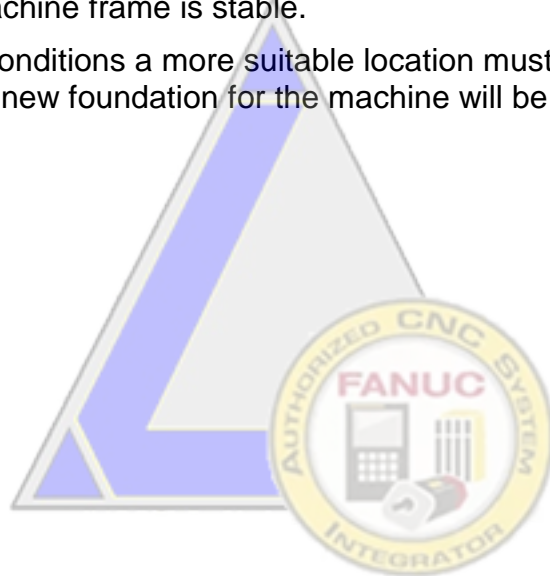 achine frame is stable.
onditions a more suitable location must
new foundation for the machine will be
AUTHORIZED CNC SYSTEM
FANUC
INTEGRATOR